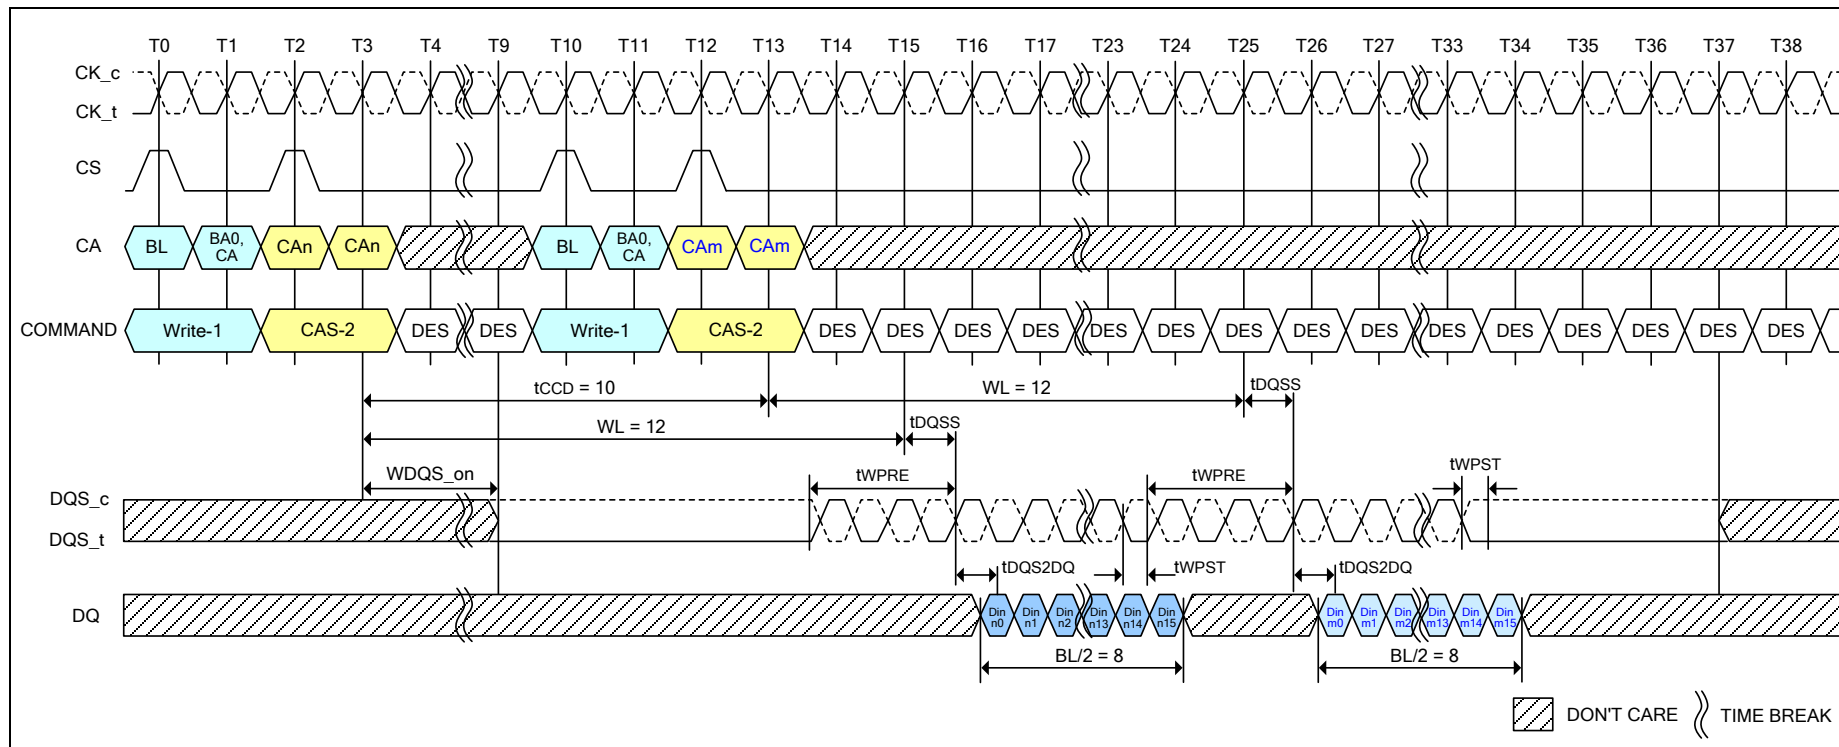 T0 T1 T2 T3 T4 T9 T10 T11 T12 T13 T14 T15 T16 T17 T23 T24 T25 T26 T27 T33 T34 T35 T36 T37 T38
CK_c
CK_t
CS
CA BL BA0, CA CAn CAn BL BA0, CA CAm CAm
COMMAND Write-1 CAS-2 DES DES Write-1 CAS-2 DES DES DES DES DES DES DES DES DES DES DES DES DES DES DES
tCCD = 10 WL = 12 tDQSS
WL = 12 tDQSS
WDQS_on tWPRE tWPRE tWPST
DQS_c
DQS_t
tDQS2DQ tWPST tDQS2DQ
DQ Din n0 Din n1 Din n2 Din n13 Din n14 Din n15 Din m0 Din m1 Din m2 Din m13 Din m14 Din m15
BL/2 = 8 BL/2 = 8
DON'T CARE TIME BREAK